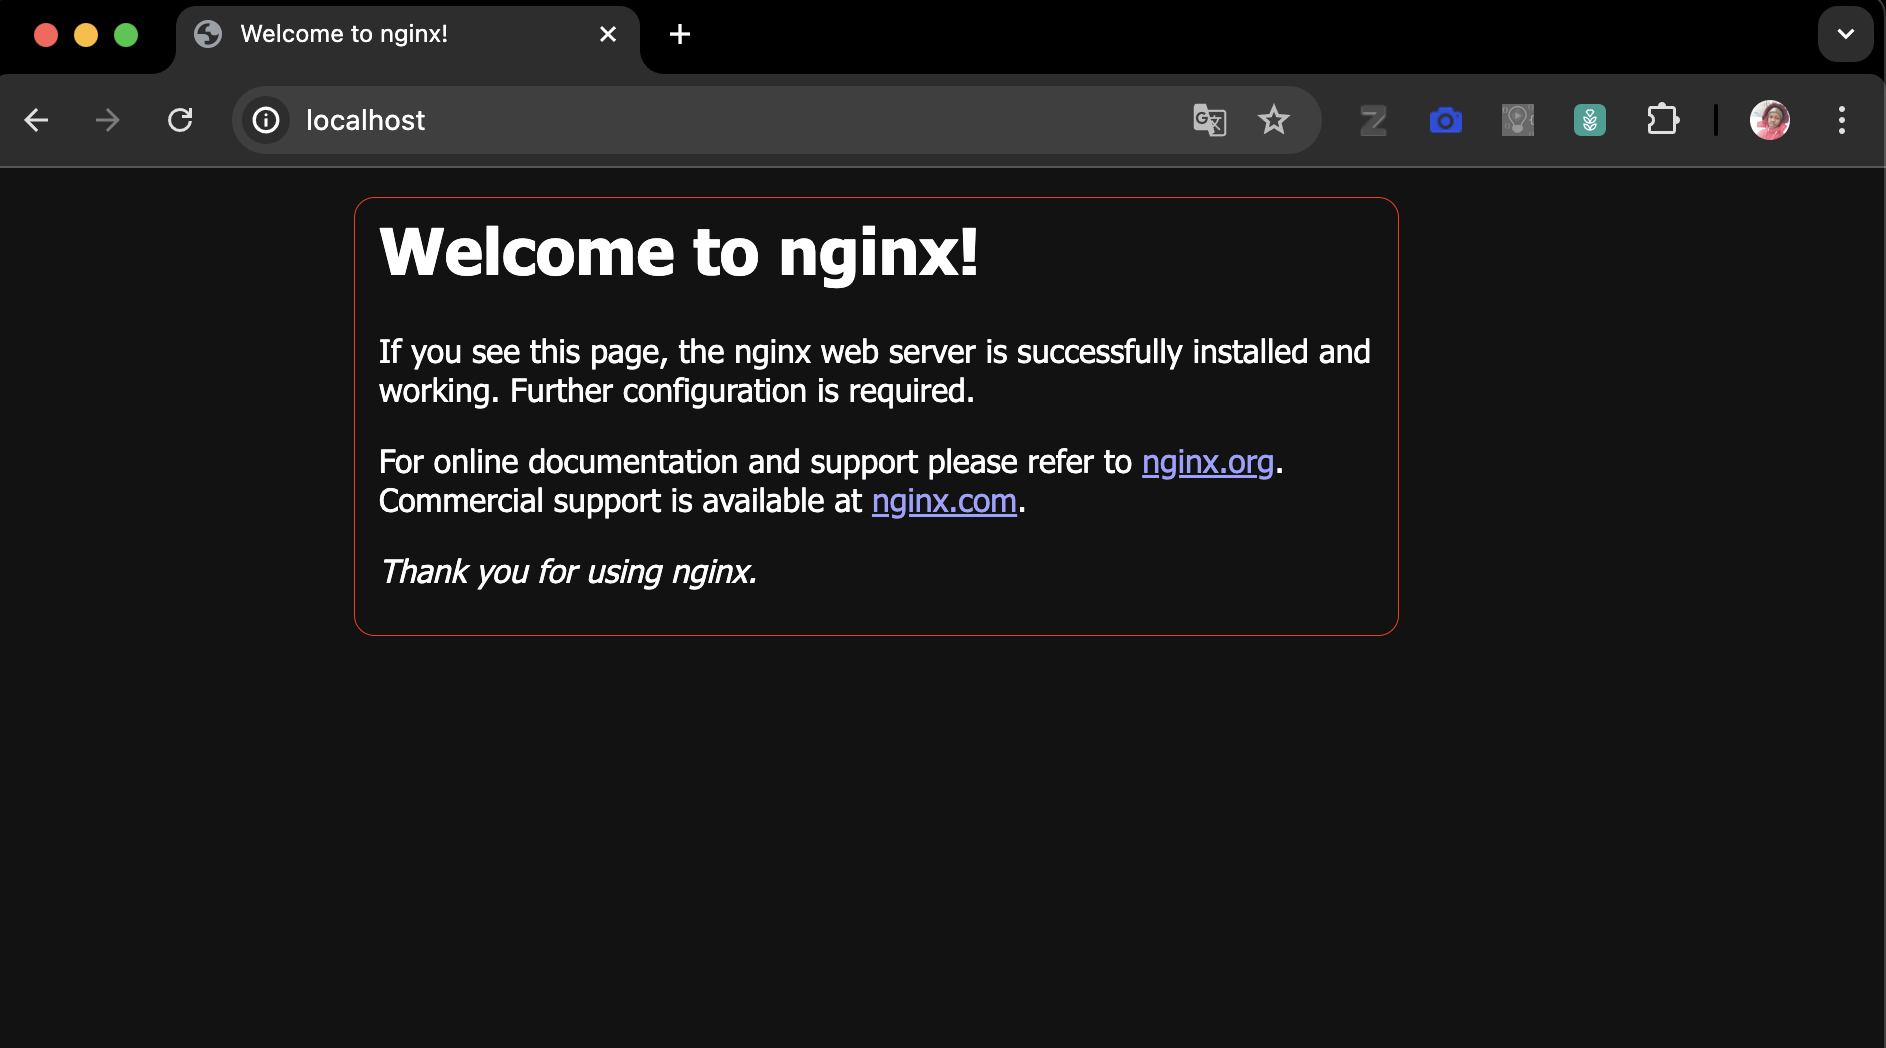 Welcome to nginx!
localhost
Welcome to nginx!
If you see this page, the nginx web server is successfully installed and
working. Further configuration is required.
For online documentation and support please refer to nginx.org.
Commercial support is available at nginx.com.
Thank you for using nginx.